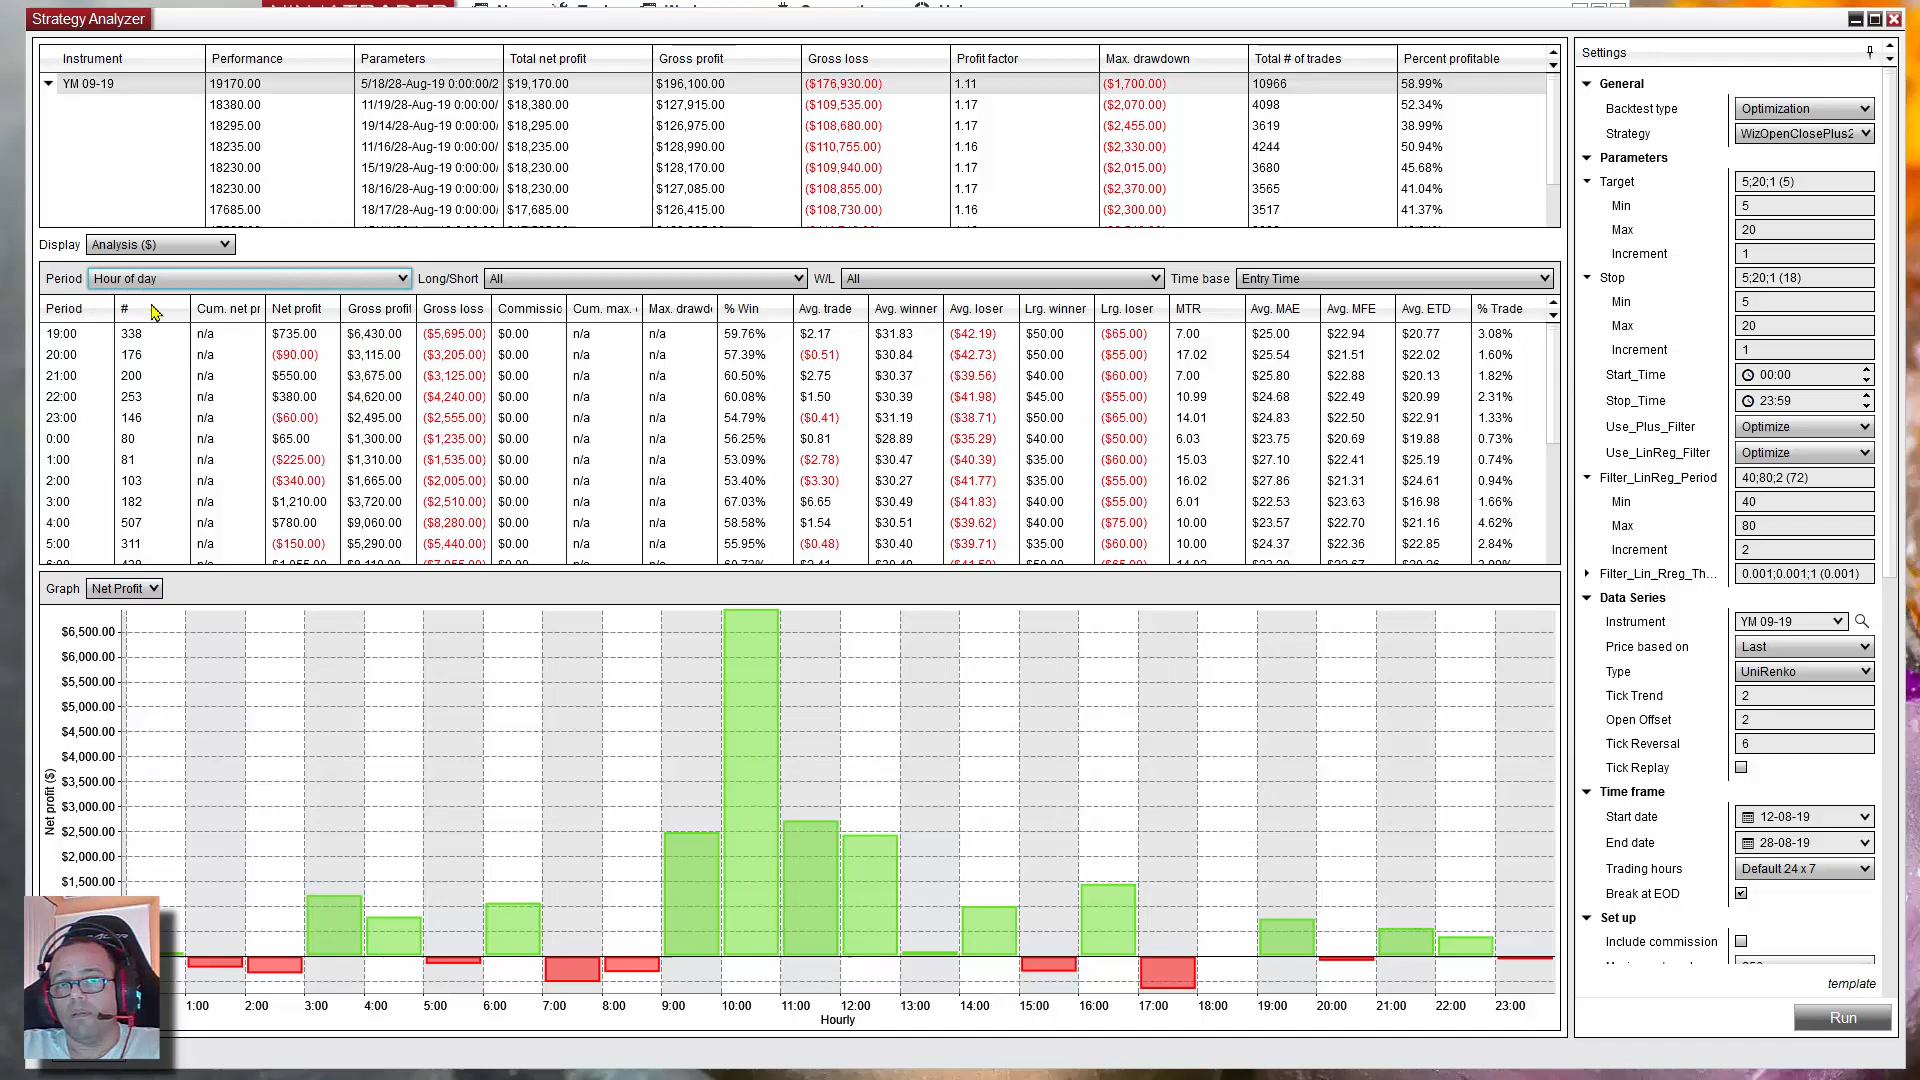 Strategy Analyzer
Instrument Performance Parameters Total net profit Gross profit Gross loss Profit factor Max. drawdown Total # of trades Percent profitable
YM 09-19 19170.00 5/18/28-Aug-19 0:00:00/2 $19,170.00 $196,100.00 ($176,930.00) 1.11 ($1,700.00) 10966 58.99%
18380.00 11/19/28-Aug-19 0:00:00/ $18,380.00 $127,915.00 ($109,535.00) 1.17 ($2,070.00) 4098 52.34%
18295.00 19/14/28-Aug-19 0:00:00/ $18,295.00 $126,975.00 ($108,680.00) 1.17 ($2,455.00) 3619 38.99%
18235.00 11/16/28-Aug-19 0:00:00/ $18,235.00 $128,990.00 ($110,755.00) 1.16 ($2,330.00) 4244 50.94%
18230.00 15/19/28-Aug-19 0:00:00/ $18,230.00 $128,170.00 ($109,940.00) 1.17 ($2,015.00) 3680 45.68%
18230.00 18/16/28-Aug-19 0:00:00/ $18,230.00 $127,085.00 ($108,855.00) 1.17 ($2,370.00) 3565 41.04%
17685.00 18/17/28-Aug-19 0:00:00/ $17,685.00 $126,415.00 ($108,730.00) 1.16 ($2,300.00) 3517 41.37%
Display Analysis ($)
Period Hour of day Long/Short All W/L All Time base Entry Time
Period # Cum. net pr Net profit Gross profit Gross loss Commissic Cum. max. Max. drawd % Win Avg. trade Avg. winner Avg. loser Lrg. winner Lrg. loser MTR Avg. MAE Avg. MFE Avg. ETD % Trade
19:00 338 n/a $735.00 $6,430.00 ($5,695.00) $0.00 n/a n/a 59.76% $2.17 $31.83 ($42.19) $50.00 ($65.00) 7.00 $25.00 $22.94 $20.77 3.08%
20:00 176 n/a ($90.00) $3,115.00 ($3,205.00) $0.00 n/a n/a 57.39% ($0.51) $30.84 ($42.73) $50.00 ($55.00) 17.02 $25.54 $21.51 $22.02 1.60%
21:00 200 n/a $550.00 $3,675.00 ($3,125.00) $0.00 n/a n/a 60.50% $2.75 $30.37 ($39.56) $40.00 ($60.00) 7.00 $25.80 $22.88 $20.13 1.82%
22:00 253 n/a $380.00 $4,620.00 ($4,240.00) $0.00 n/a n/a 60.08% $1.50 $30.39 ($41.98) $45.00 ($55.00) 10.99 $24.68 $22.49 $20.99 2.31%
23:00 146 n/a ($60.00) $2,495.00 ($2,555.00) $0.00 n/a n/a 54.79% ($0.41) $31.19 ($38.71) $50.00 ($65.00) 14.01 $24.83 $22.50 $22.91 1.33%
0:00 80 n/a $65.00 $1,300.00 ($1,235.00) $0.00 n/a n/a 56.25% $0.81 $28.89 ($35.29) $40.00 ($50.00) 6.03 $23.75 $20.69 $19.88 0.73%
1:00 81 n/a ($225.00) $1,310.00 ($1,535.00) $0.00 n/a n/a 53.09% ($2.78) $30.47 ($40.39) $35.00 ($60.00) 15.03 $27.10 $22.41 $25.19 0.74%
2:00 103 n/a ($340.00) $1,665.00 ($2,005.00) $0.00 n/a n/a 53.40% ($3.30) $30.27 ($41.77) $35.00 ($55.00) 16.02 $27.86 $21.31 $24.61 0.94%
3:00 182 n/a $1,210.00 $3,720.00 ($2,510.00) $0.00 n/a n/a 67.03% $6.65 $30.49 ($41.83) $40.00 ($55.00) 6.01 $22.53 $23.63 $16.98 1.66%
4:00 507 n/a $780.00 $9,060.00 ($8,280.00) $0.00 n/a n/a 58.58% $1.54 $30.51 ($39.62) $40.00 ($75.00) 10.00 $23.57 $22.70 $21.16 4.62%
5:00 311 n/a ($150.00) $5,290.00 ($5,440.00) $0.00 n/a n/a 55.95% ($0.48) $30.40 ($39.71) $35.00 ($60.00) 10.00 $24.37 $22.36 $22.85 2.84%
Graph Net Profit
$6,500.00
$6,000.00
$5,500.00
$5,000.00
$4,500.00
$4,000.00
$3,500.00
$3,000.00
$2,500.00
$2,000.00
$1,500.00
Net profit ($)
1:00 2:00 3:00 4:00 5:00 6:00 7:00 8:00 9:00 10:00 11:00 12:00 13:00 14:00 15:00 16:00 17:00 18:00 19:00 20:00 21:00 22:00 23:00
Hourly
Settings
General
Backtest type Optimization
Strategy WizOpenClosePlus2
Parameters
Target 5;20;1 (5)
Min 5
Max 20
Increment 1
Stop 5;20;1 (18)
Min 5
Max 20
Increment 1
Start_Time 00:00
Stop_Time 23:59
Use_Plus_Filter Optimize
Use_LinReg_Filter Optimize
Filter_LinReg_Period 40;80;2 (72)
Min 40
Max 80
Increment 2
Filter_Lin_Rreg_Th... 0.001;0.001;1 (0.001)
Data Series
Instrument YM 09-19
Price based on Last
Type UniRenko
Tick Trend 2
Open Offset 2
Tick Reversal 6
Tick Replay
Time frame
Start date 12-08-19
End date 28-08-19
Trading hours Default 24 x 7
Break at EOD
Set up
Include commission
template
Run